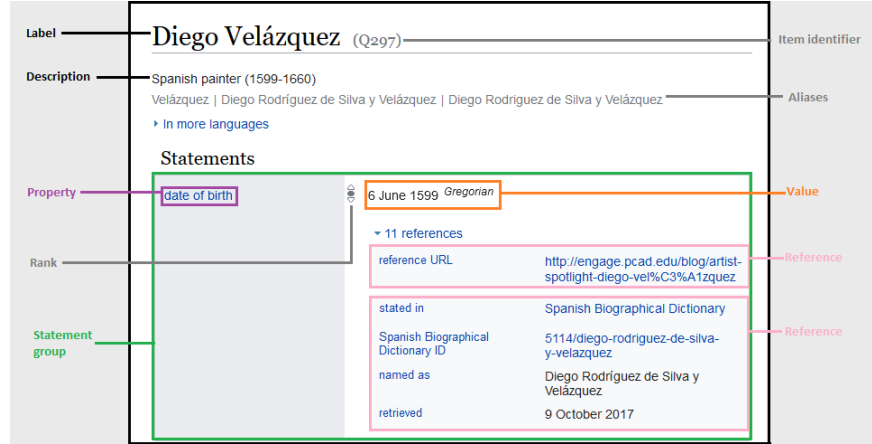 Label
Diego Velázquez (Q297)
Item identifier
Description
Spanish painter (1599-1660)
Velázquez | Diego Rodríguez de Silva y Velázquez | Diego Rodriguez de Silva y Velázquez
Aliases
In more languages
Statements
Property
date of birth
6 June 1599 Gregorian
Value
11 references
Rank
reference URL
http://engage.pcad.edu/blog/artist-
spotlight-diego-vel%C3%A1zquez
Reference
stated in
Spanish Biographical Dictionary
Statement
group
Spanish Biographical
Dictionary ID
5114/diego-rodriguez-de-silva-
y-velazquez
Reference
named as
Diego Rodríguez de Silva y
Velázquez
retrieved
9 October 2017